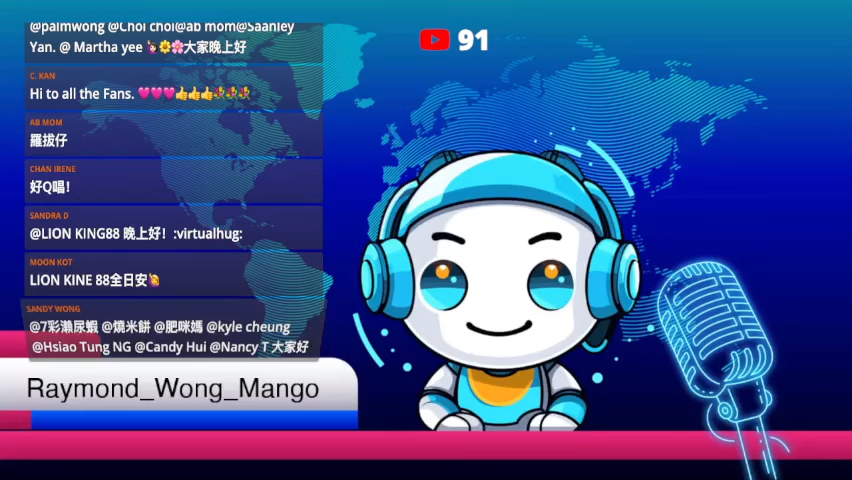 @palmwong @Choi choi@ab mom@Saanley
Yan. @ Martha yee 🙋🏻‍♀️🌼🌸大家晚上好
C. KAN
Hi to all the Fans. 💗💗💗👍👍👍💐💐💐
AB MOM
羅拔仔
CHAN IRENE
好Q唱!
SANDRA D
@LION KING88 晚上好! :virtualhug:
MOON KOT
LION KINE 88全日安🙋
SANDY WONG
@7彩瀨尿蝦 @燒米餅 @肥咪媽 @kyle cheung
@Hsiao Tung NG @Candy Hui @Nancy T 大家好
Raymond_Wong_Mango
91